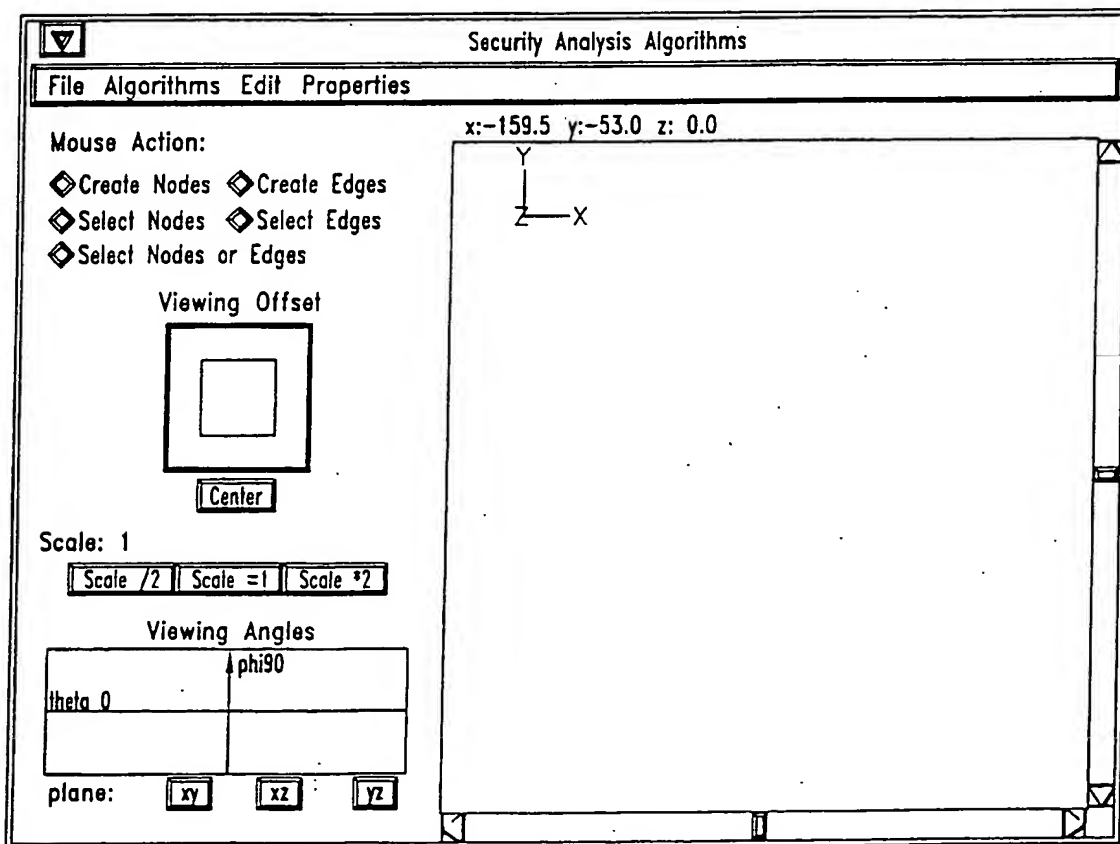 Security Analysis Algorithms
File Algorithms Edit Properties
x:-159.5 y:-53.0 z: 0.0
Mouse Action:
Create Nodes Create Edges
Select Nodes Select Edges
Select Nodes or Edges
Viewing Offset
Center
Scale: 1
Scale /2 Scale =1 Scale *2
Viewing Angles
phi90
theta 0
plane: xy xz yz
Y
Z X